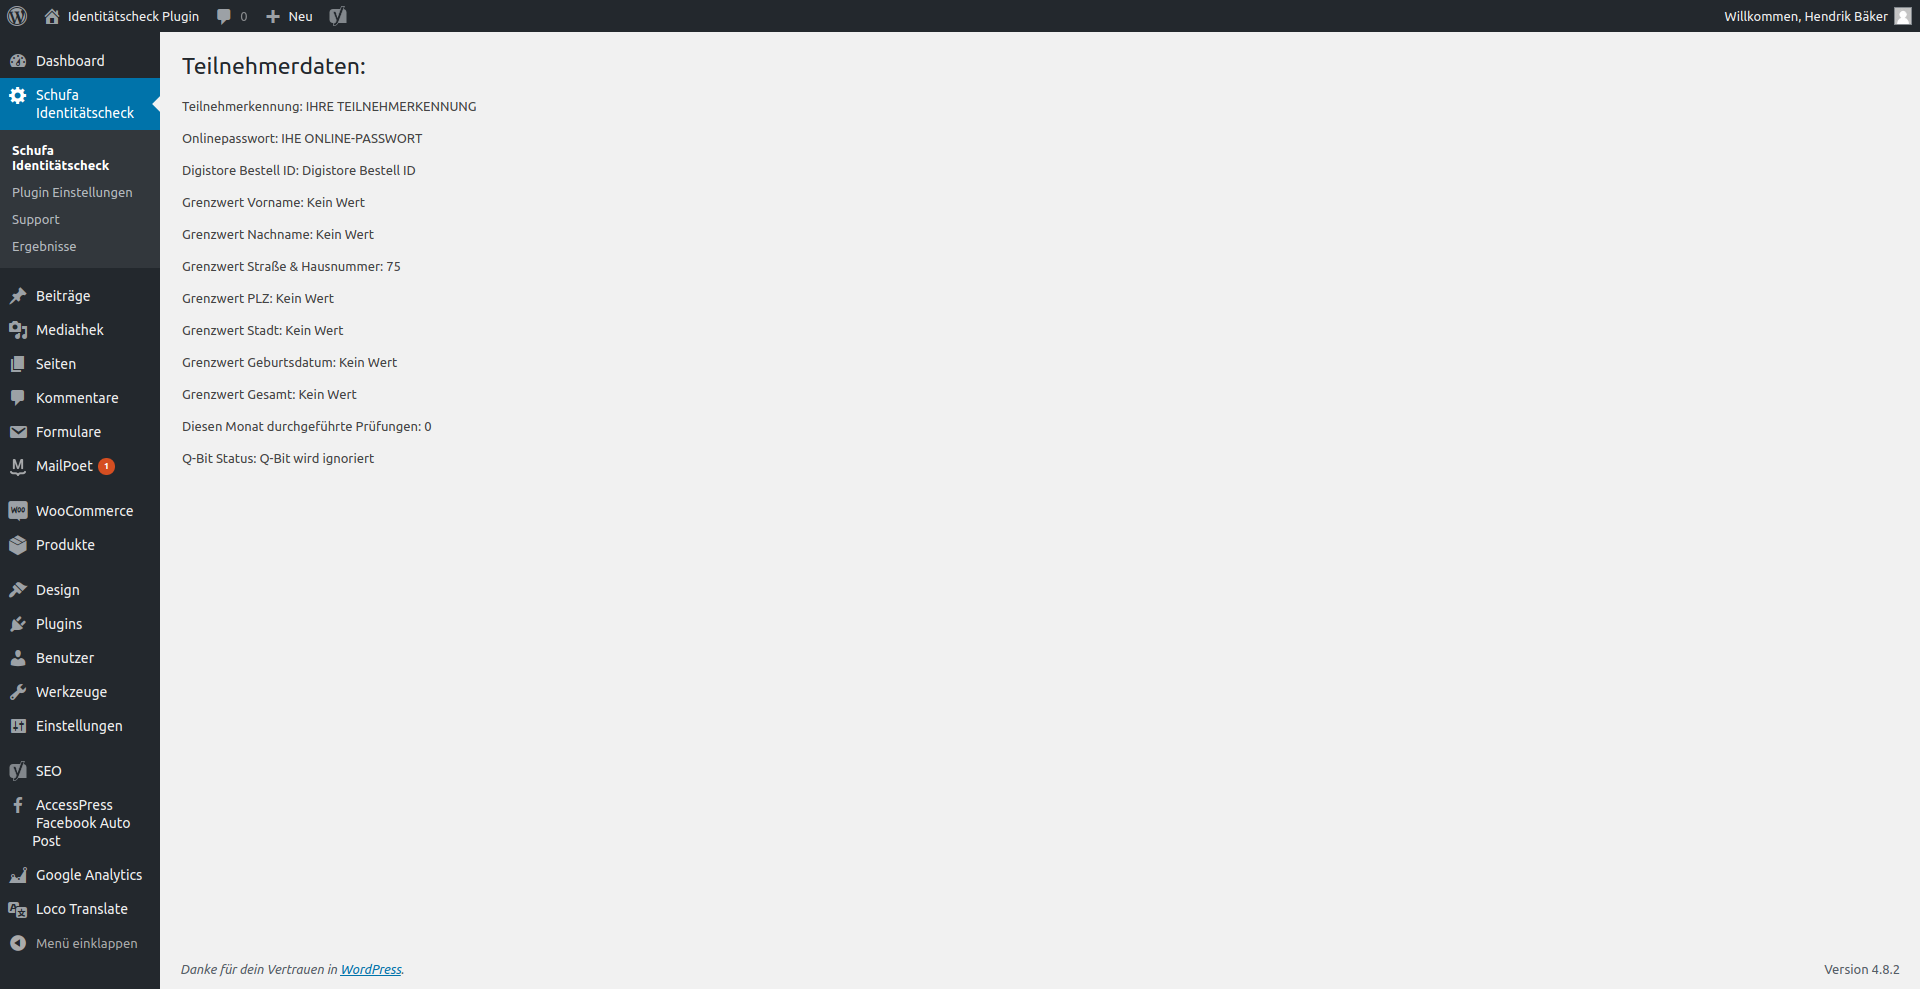 Identitätscheck Plugin
0
Neu
Willkommen, Hendrik Bäker
Dashboard
Schufa
Identitätscheck
Schufa
Identitätscheck
Plugin Einstellungen
Support
Ergebnisse
Beiträge
Mediathek
Seiten
Kommentare
Formulare
MailPoet 1
WooCommerce
Produkte
Design
Plugins
Benutzer
Werkzeuge
Einstellungen
SEO
AccessPress
Facebook Auto
Post
Google Analytics
Loco Translate
Menü einklappen
Teilnehmerdaten:
Teilnehmerkennung: IHRE TEILNEHMERKENNUNG
Onlinepasswort: IHE ONLINE-PASSWORT
Digistore Bestell ID: Digistore Bestell ID
Grenzwert Vorname: Kein Wert
Grenzwert Nachname: Kein Wert
Grenzwert Straße & Hausnummer: 75
Grenzwert PLZ: Kein Wert
Grenzwert Stadt: Kein Wert
Grenzwert Geburtsdatum: Kein Wert
Grenzwert Gesamt: Kein Wert
Diesen Monat durchgeführte Prüfungen: 0
Q-Bit Status: Q-Bit wird ignoriert
Danke für dein Vertrauen in WordPress.
Version 4.8.2